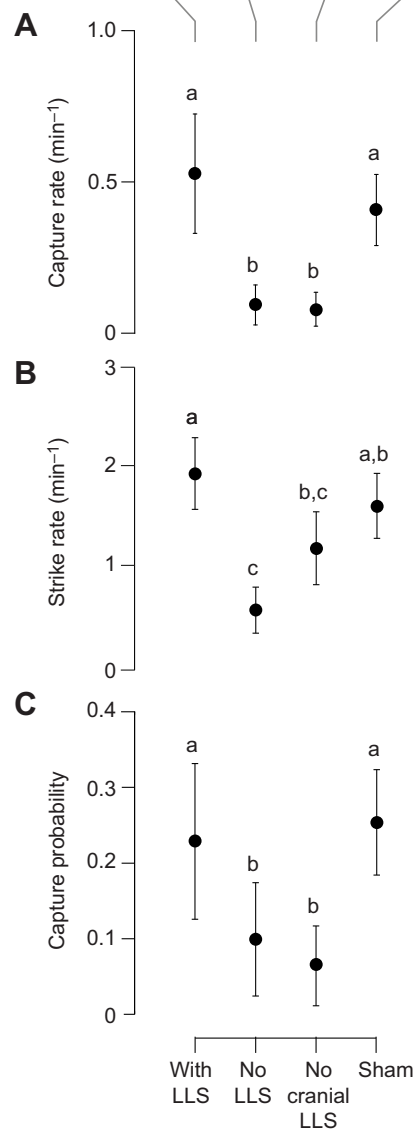 A
1.0
Capture rate (min⁻¹)
0.5
0
a
b
b
a
B
3
Strike rate (min⁻¹)
2
1
0
a
c
b,c
a,b
C
0.4
Capture probability
0.3
0.2
0.1
0
a
b
b
a
With
LLS
No
LLS
No
cranial
LLS
Sham